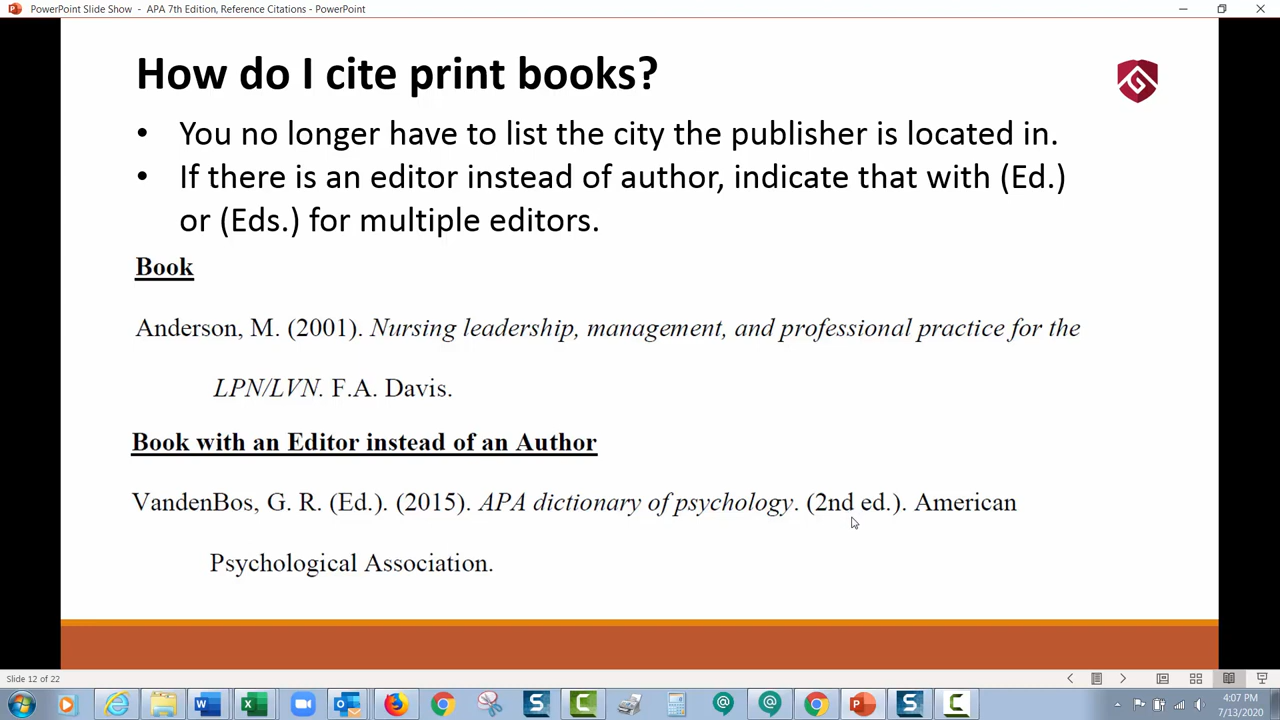 PowerPoint Slide Show - APA 7th Edition, Reference Citations - PowerPoint
How do I cite print books?
• You no longer have to list the city the publisher is located in.
• If there is an editor instead of author, indicate that with (Ed.)
or (Eds.) for multiple editors.
Book
Anderson, M. (2001). Nursing leadership, management, and professional practice for the
LPN/LVN. F.A. Davis.
Book with an Editor instead of an Author
VandenBos, G. R. (Ed.). (2015). APA dictionary of psychology. (2nd ed.). American
Psychological Association.
Slide 12 of 22
4:07 PM
7/13/2020